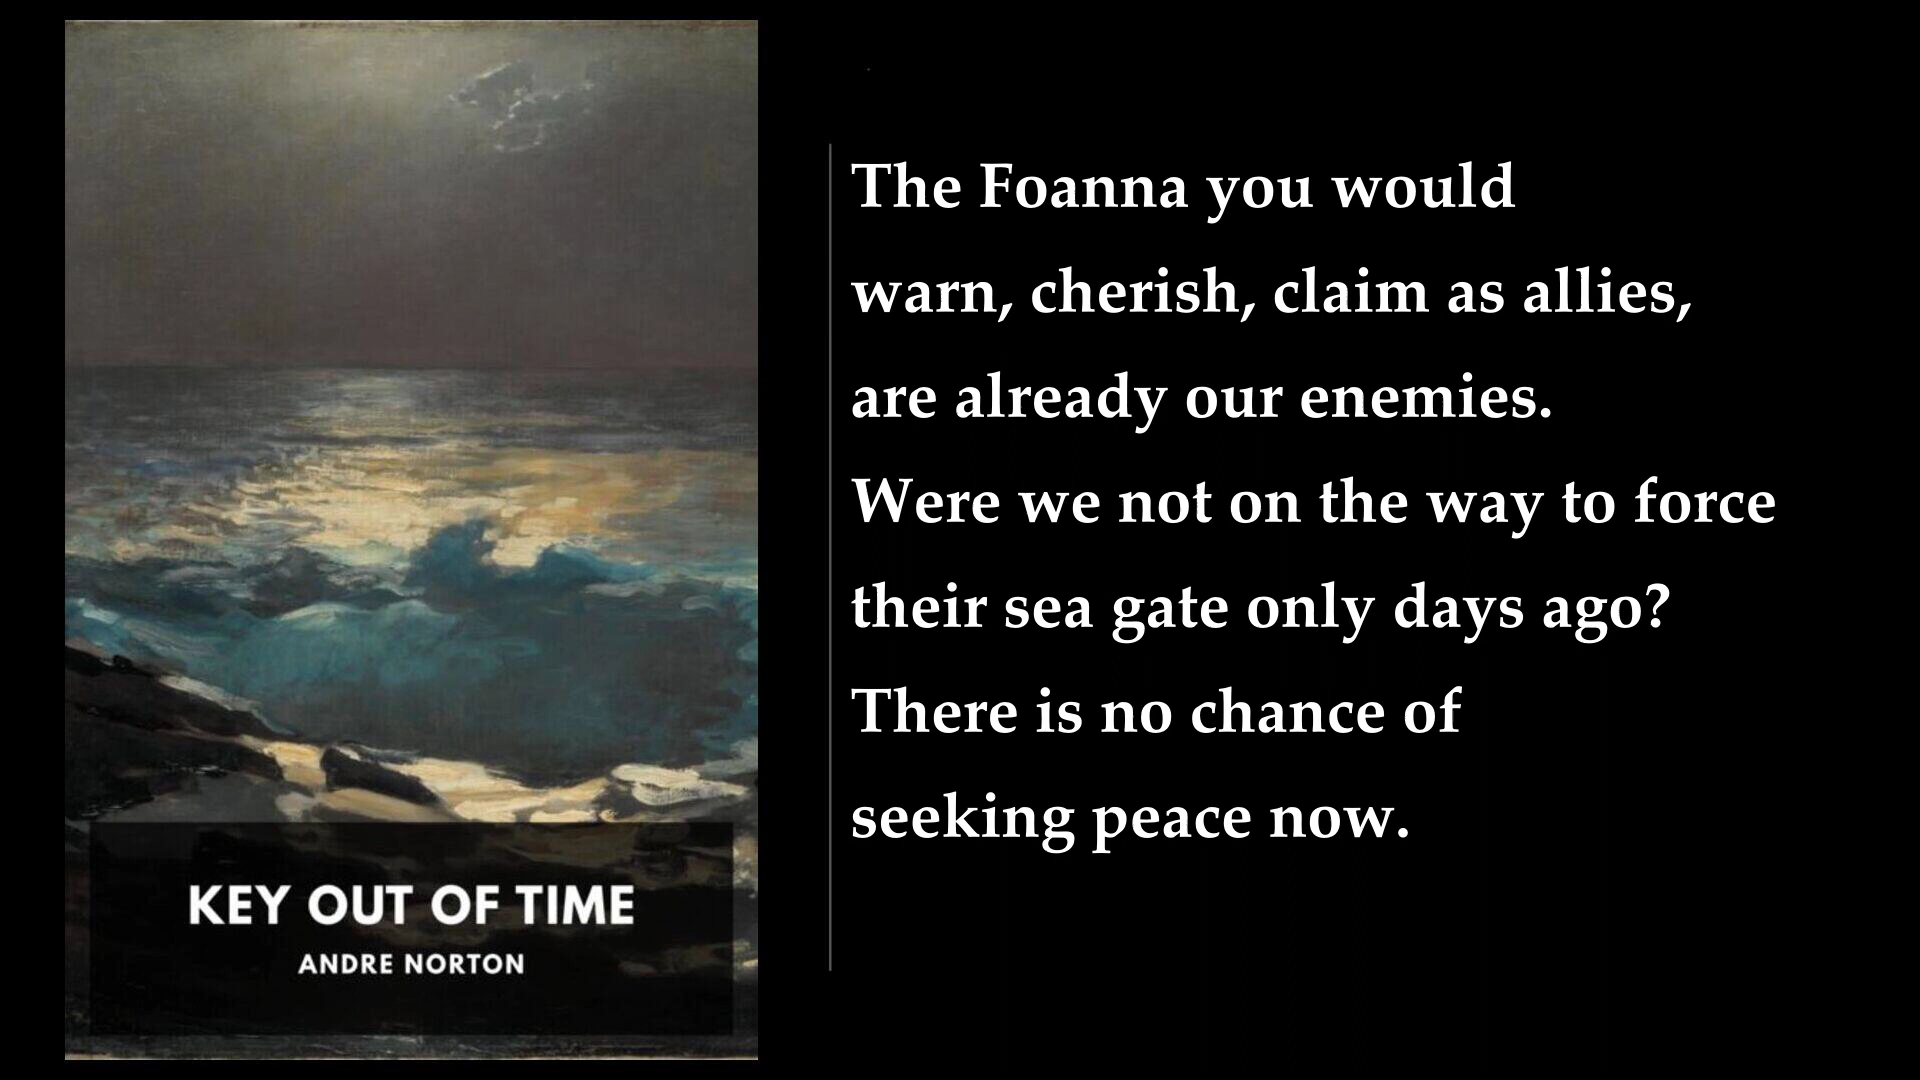 The Foanna you would
warn, cherish, claim as allies,
are already our enemies.
Were we not on the way to force
their sea gate only days ago?
There is no chance of
seeking peace now.
KEY OUT OF TIME
ANDRE NORTON